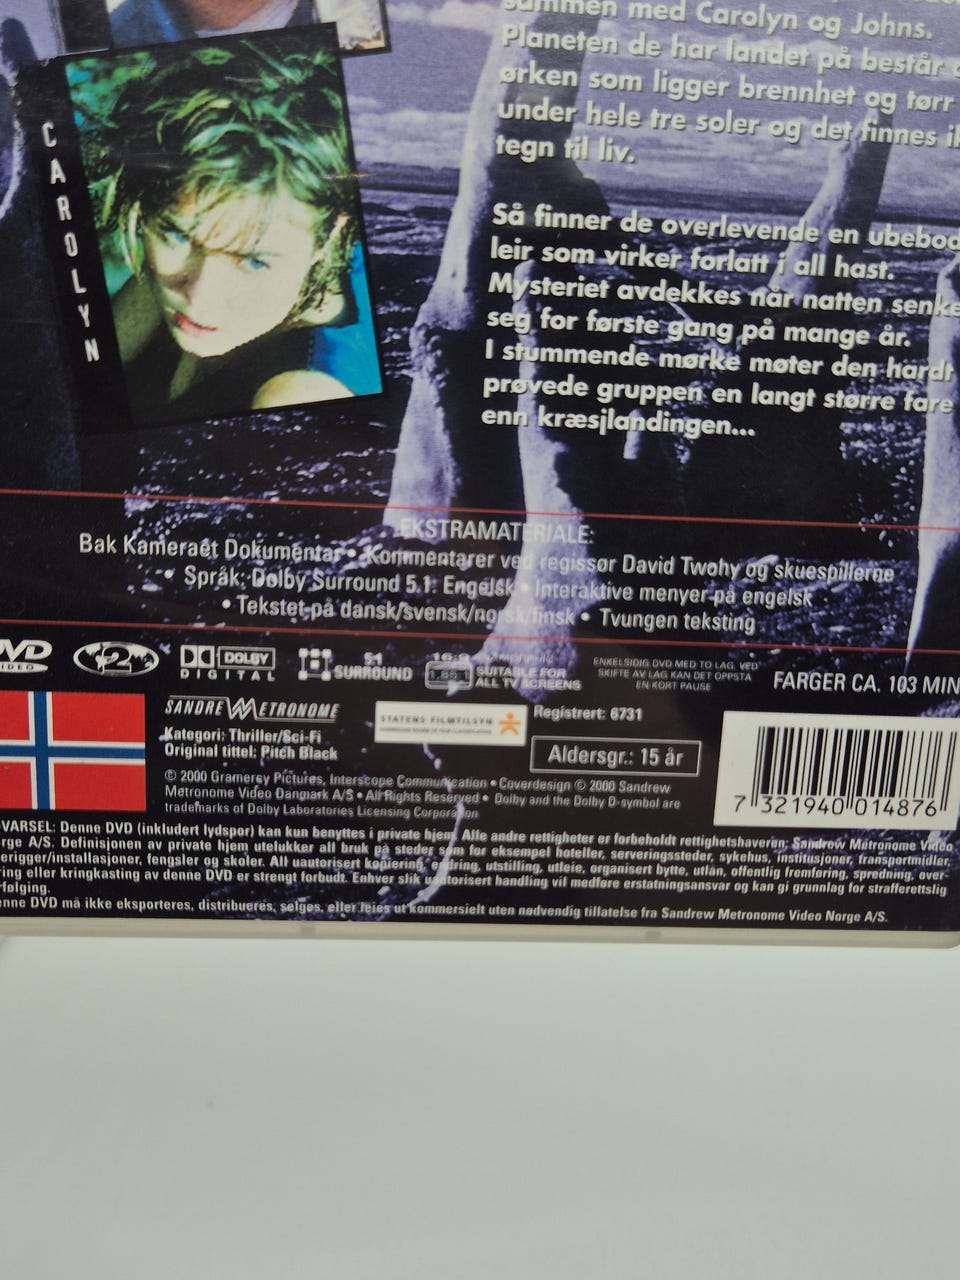 sammen med Carolyn og Johns.
Planeten de har landet på består
ørken som ligger brennhet og tørr
under hele tre soler og det finnes
tegn til liv.
CAROLYN
Så finner de overlevende en
leir som virker forlatt i all hast.
Mysteriet avdekkes når natten
seg for første gang på mange år.
I stummende mørke møter den hardt
prøvede gruppen en langt større fare
enn kræsjlandingen...
EKSTRAMATERIALE:
Bak Kameraet Dokumentar • Kommentarer ved regissør David Twohy og skuespillerne
• Språk: Dolby Surround 5.1: Engelsk • Interaktive menyer på engelsk
• Tekstet på dansk/svensk/norsk/finsk • Tvungen teksting
VIDEO
2
DOLBY
DIGITAL
5.1
SURROUND
16:9
1.85:1
SUITABLE FOR
ALL TV SCREENS
ENKELSIDIG DVD MED TO LAG. VED
SKIFTE AV LAG KAN DET OPPSTA
EN KORT PAUSE
FARGER CA. 103 MIN
SANDREW METRONOME
STATENS FILMTILSYN
Registrert: 6731
Kategori: Thriller/Sci-Fi
Original tittel: Pitch Black
Aldersgr.: 15 år
© 2000 Gramercy Pictures, Interscope Communication • Coverdesign © 2000 Sandrew
Metronome Video Danmark A/S • All Rights Reserved • Dolby and the Dolby D-symbol are
trademarks of Dolby Laboratories Licensing Corporation
7 321940 014876
VARSEL: Denne DVD (inkludert lydspor) kan kun benyttes i private hjem. Alle andre rettigheter er forbeholdt rettighetshaveren; Sandrew Metronome Video
rge A/S. Definisjonen av private hjem utelukker all bruk på steder som for eksempel hoteller, serveringssteder, sykehus, institusjoner, transportmidler,
erigger/installasjoner, fengsler og skoler. All uautorisert kopiering, endring, utstilling, utleie, organisert bytte, utlån, offentlig fremføring, spredning, over-
ring eller kringkasting av denne DVD er strengt forbudt. Enhver slik uautorisert handling vil medføre erstatningsansvar og kan gi grunnlag for strafferettslig
rfølging.
enne DVD må ikke eksporteres, distribueres, selges, eller leies ut kommersielt uten nødvendig tillatelse fra Sandrew Metronome Video Norge A/S.